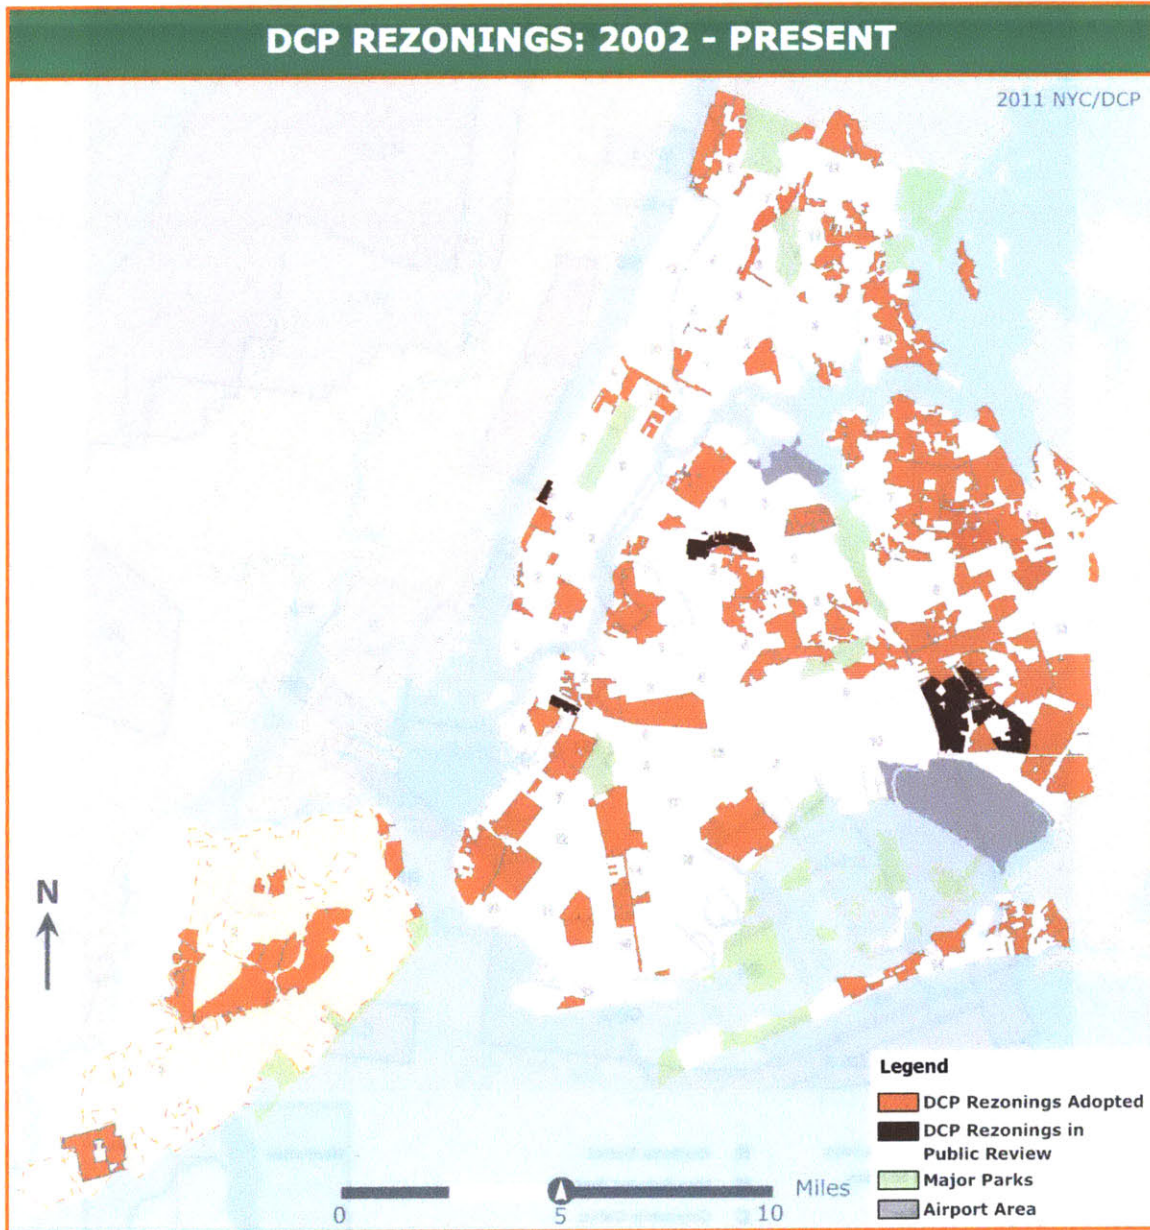 DCP REZONINGS: 2002 - PRESENT
2011 NYC/DCP
N
Legend
DCP Rezonings Adopted
DCP Rezonings in
Public Review
Major Parks
Airport Area
Miles
0 5 10